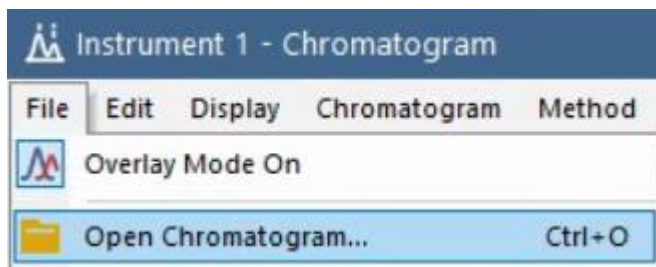 Instrument 1 - Chromatogram
File Edit Display Chromatogram Method
Overlay Mode On
Open Chromatogram... Ctrl+O